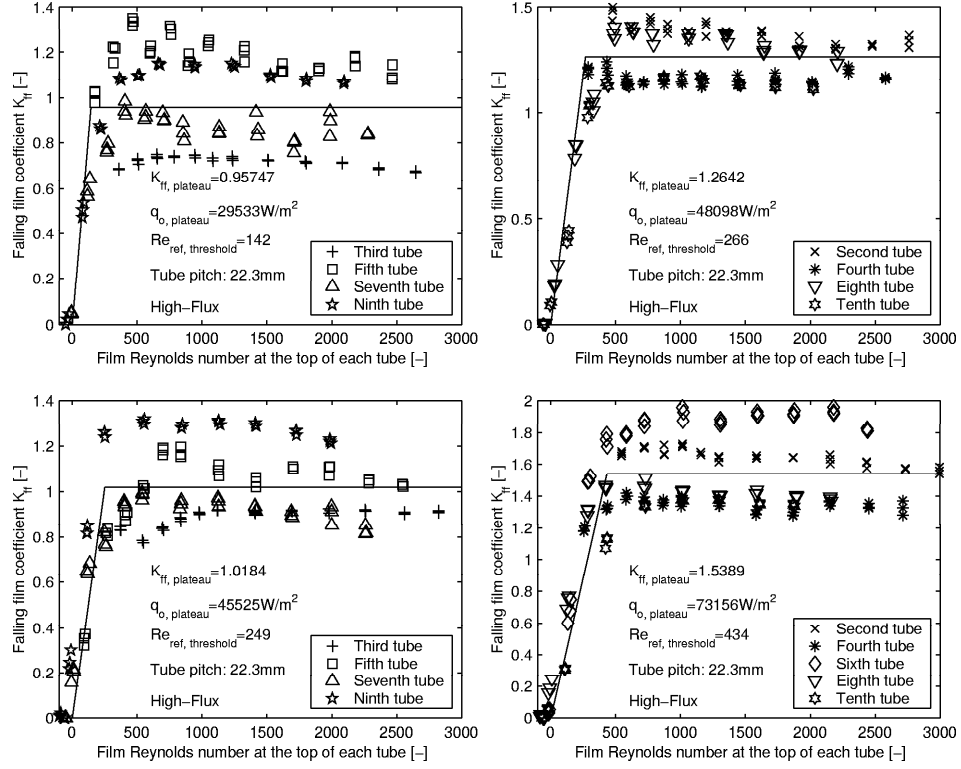 1.4
1.2
1
0.8
0.6
0.4
0.2
0
Falling film coefficient K_ff [−]
K_ff, plateau=0.95747
q_o, plateau=29533W/m²
Re_ref, threshold=142
Tube pitch: 22.3mm
High−Flux
Third tube
Fifth tube
Seventh tube
Ninth tube
0 500 1000 1500 2000 2500 3000
Film Reynolds number at the top of each tube [−]
1.5
1
0.5
0
Falling film coefficient K_ff [−]
K_ff, plateau=1.2642
q_o, plateau=48098W/m²
Re_ref, threshold=266
Tube pitch: 22.3mm
High−Flux
Second tube
Fourth tube
Eighth tube
Tenth tube
0 500 1000 1500 2000 2500 3000
Film Reynolds number at the top of each tube [−]
1.4
1.2
1
0.8
0.6
0.4
0.2
0
Falling film coefficient K_ff [−]
K_ff, plateau=1.0184
q_o, plateau=45525W/m²
Re_ref, threshold=249
Tube pitch: 22.3mm
High−Flux
Third tube
Fifth tube
Seventh tube
Ninth tube
0 500 1000 1500 2000 2500 3000
Film Reynolds number at the top of each tube [−]
2
1.8
1.6
1.4
1.2
1
0.8
0.6
0.4
0.2
0
Falling film coefficient K_ff [−]
K_ff, plateau=1.5389
q_o, plateau=73156W/m²
Re_ref, threshold=434
Tube pitch: 22.3mm
High−Flux
Second tube
Fourth tube
Sixth tube
Eighth tube
Tenth tube
0 500 1000 1500 2000 2500 3000
Film Reynolds number at the top of each tube [−]